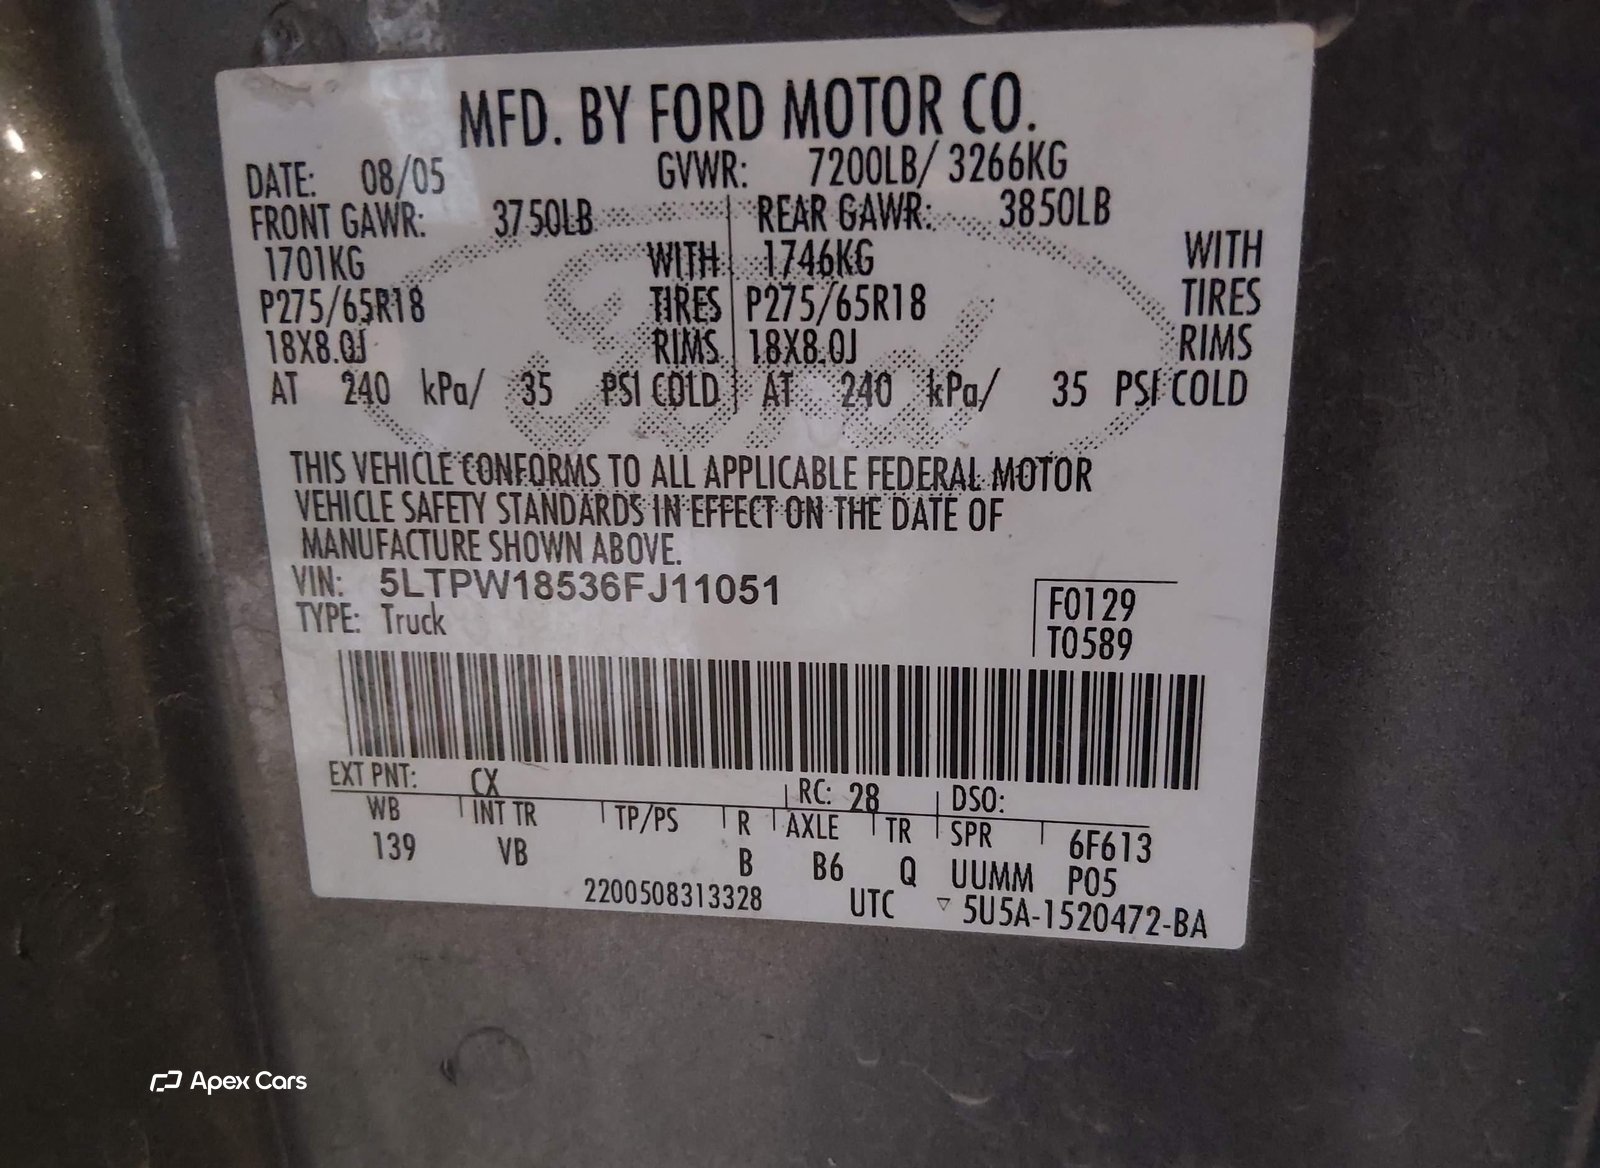 MFD. BY FORD MOTOR CO.
DATE: 08/05 GVWR: 7200LB/ 3266KG
FRONT GAWR: 3750LB REAR GAWR: 3850LB
1701KG WITH 1746KG WITH
P275/65R18 TIRES P275/65R18 TIRES
18X8.0J RIMS 18X8.0J RIMS
AT 240 kPa/ 35 PSI COLD AT 240 kPa/ 35 PSI COLD
Ford
THIS VEHICLE CONFORMS TO ALL APPLICABLE FEDERAL MOTOR
VEHICLE SAFETY STANDARDS IN EFFECT ON THE DATE OF
MANUFACTURE SHOWN ABOVE.
VIN: 5LTPW18536FJ11051
TYPE: Truck
F0129
T0589
EXT PNT: CX RC: 28 DSO:
WB INT TR TP/PS R AXLE TR SPR 6F613
139 VB B B6 Q UUMM P05
2200508313328 UTC ▽ 5U5A-1520472-BA
Apex Cars